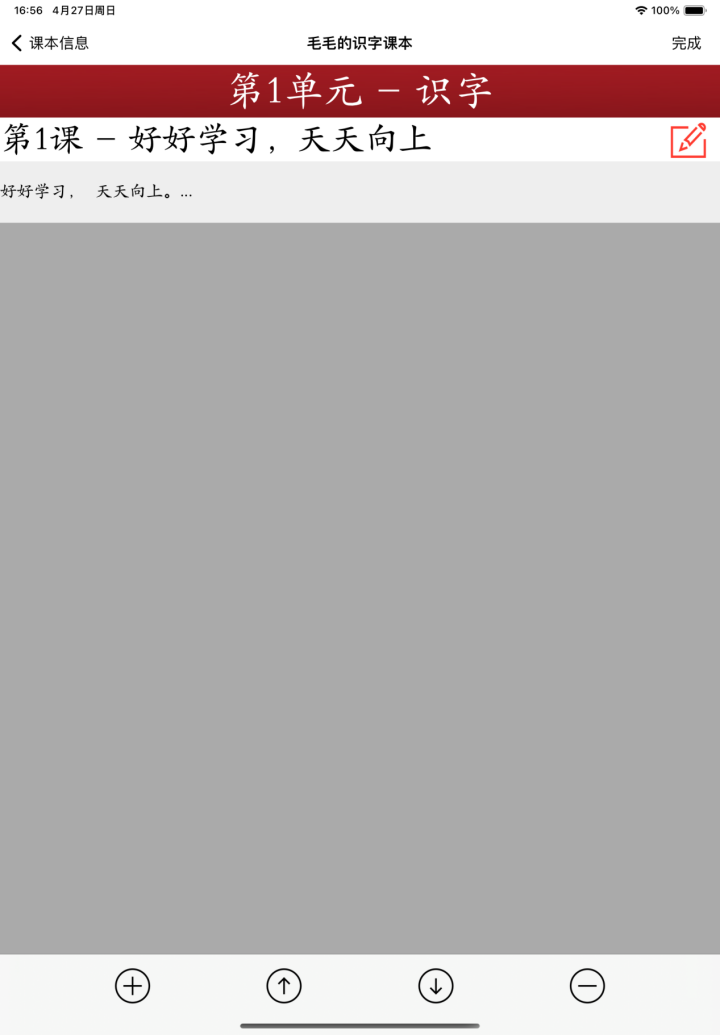 16:56 4月27日周日 100%
课本信息 毛毛的识字课本 完成
第1单元 – 识字
第1课 – 好好学习，天天向上
好好学习， 天天向上。...